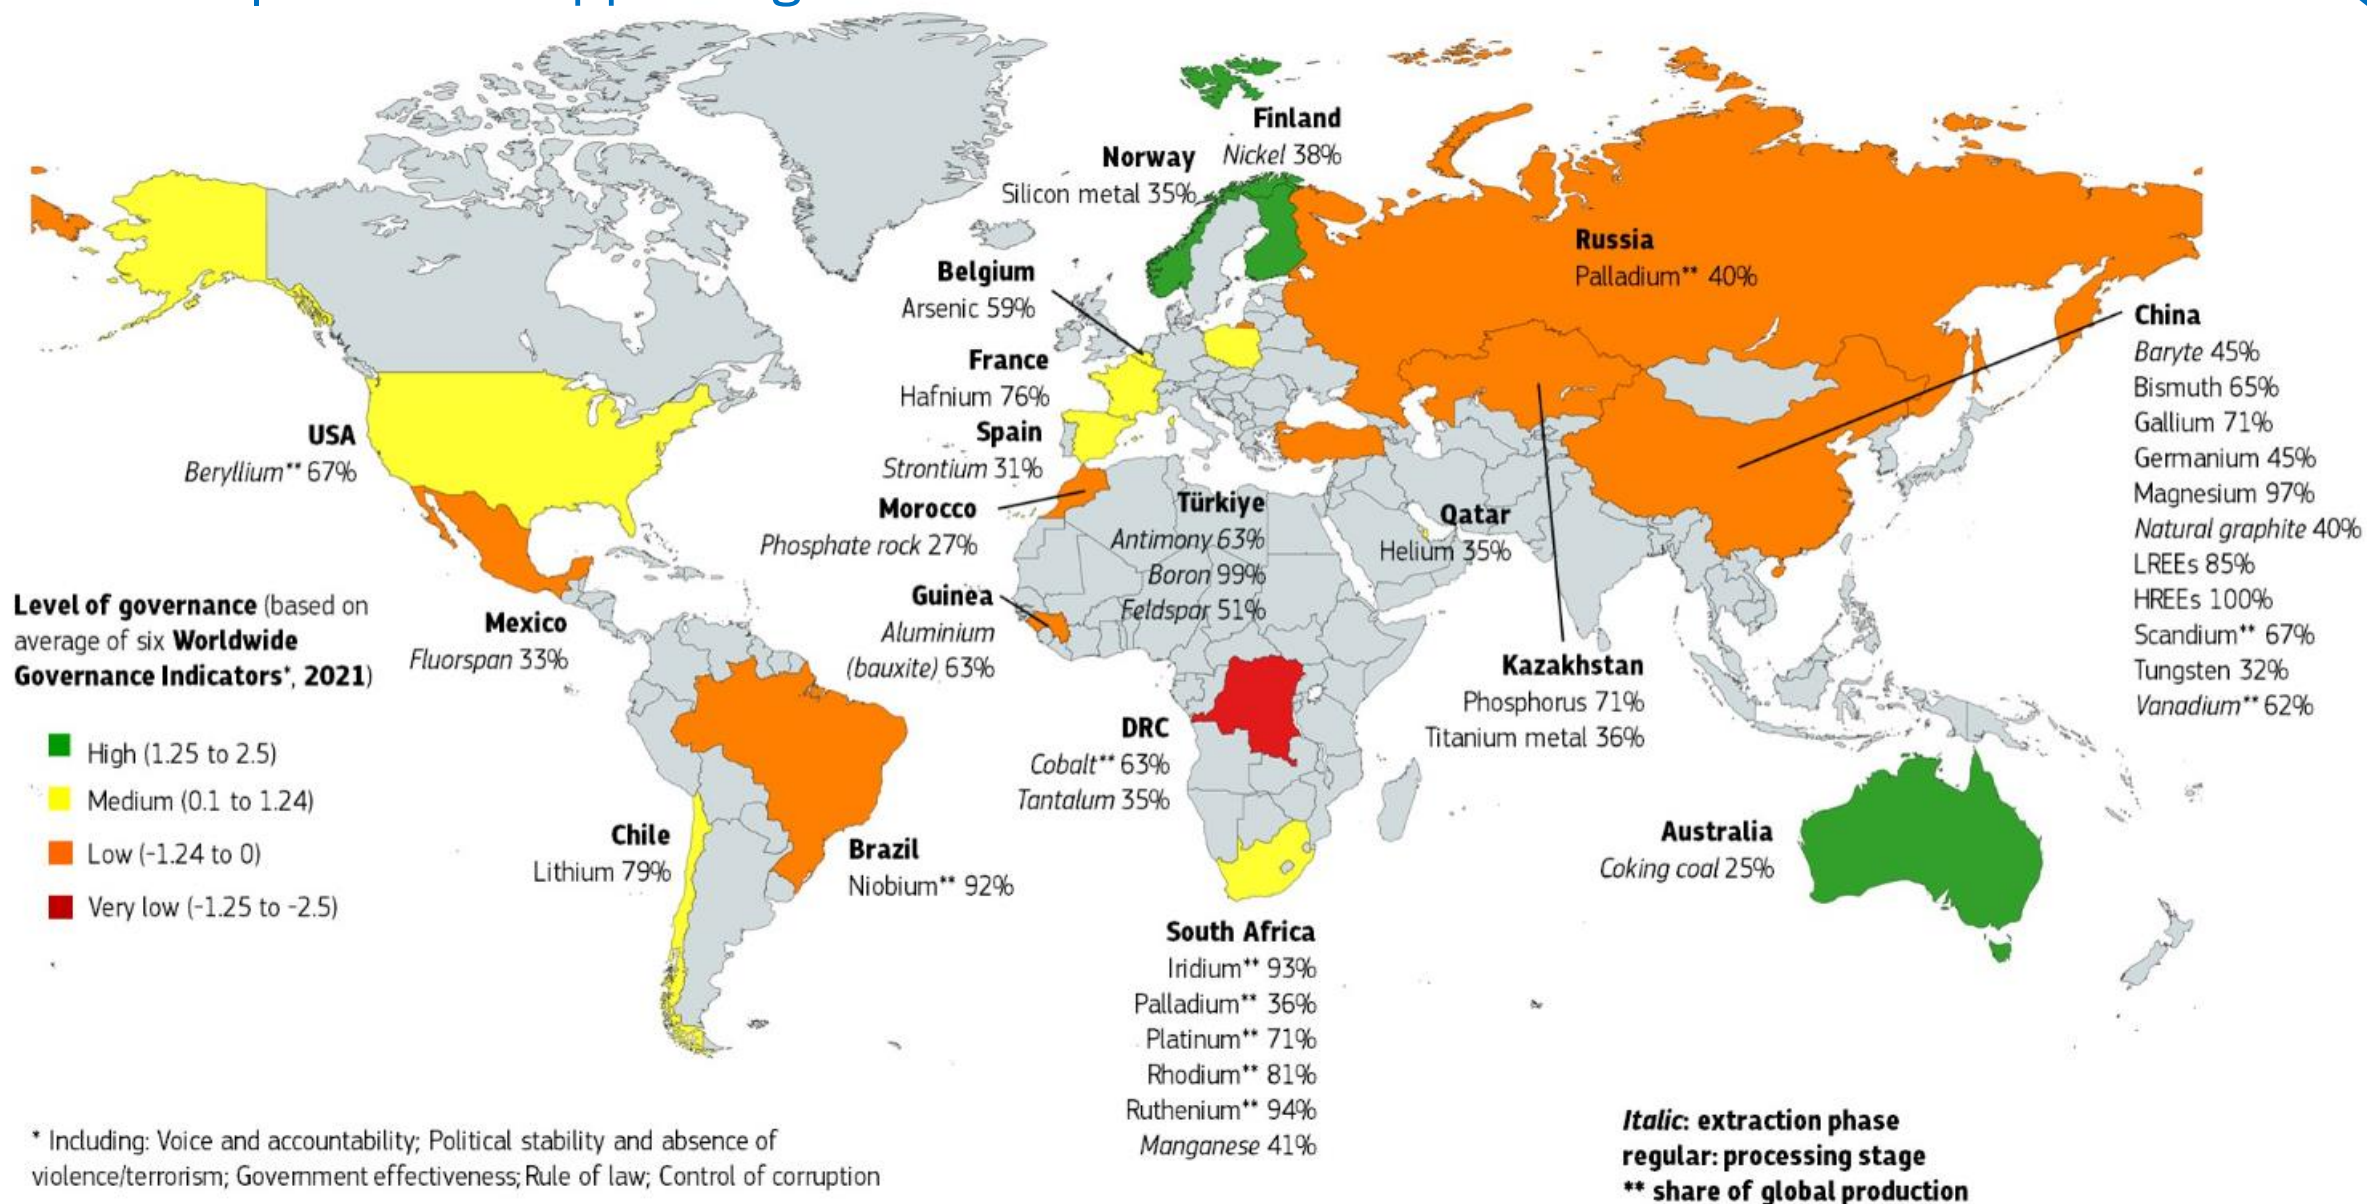 Finland
Nickel 38%
Norway
Silicon metal 35%
Russia
Palladium** 40%
Belgium
Arsenic 59%
France
Hafnium 76%
Spain
Strontium 31%
Morocco
Phosphate rock 27%
USA
Beryllium** 67%
Türkiye
Antimony 63%
Boron 99%
Feldspar 51%
Qatar
Helium 35%
China
Baryte 45%
Bismuth 65%
Gallium 71%
Germanium 45%
Magnesium 97%
Natural graphite 40%
LREEs 85%
HREEs 100%
Scandium** 67%
Tungsten 32%
Vanadium** 62%
Guinea
Aluminium
(bauxite) 63%
Mexico
Fluorspan 33%
Kazakhstan
Phosphorus 71%
Titanium metal 36%
DRC
Cobalt** 63%
Tantalum 35%
Chile
Lithium 79%
Brazil
Niobium** 92%
Australia
Coking coal 25%
South Africa
Iridium** 93%
Palladium** 36%
Platinum** 71%
Rhodium** 81%
Ruthenium** 94%
Manganese 41%
Level of governance (based on
average of six Worldwide
Governance Indicators*, 2021)
High (1.25 to 2.5)
Medium (0.1 to 1.24)
Low (-1.24 to 0)
Very low (-1.25 to -2.5)
* Including: Voice and accountability; Political stability and absence of
violence/terrorism; Government effectiveness; Rule of law; Control of corruption
Italic: extraction phase
regular: processing stage
** share of global production